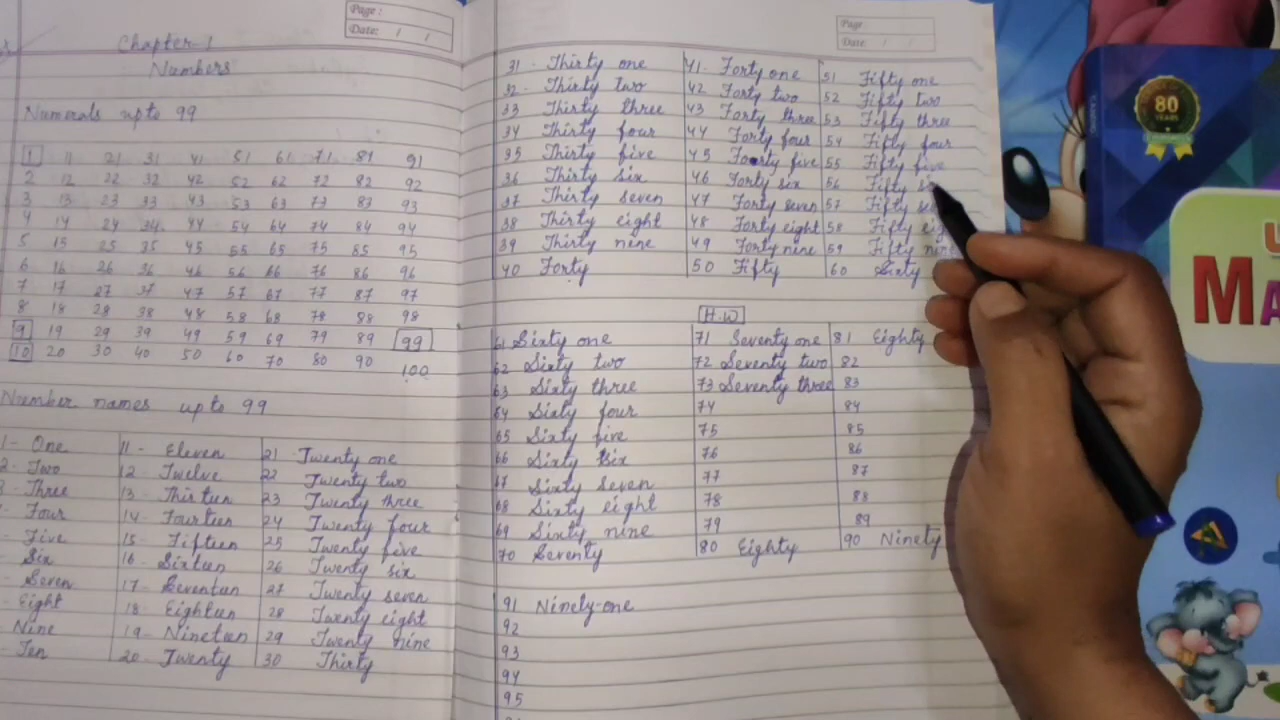 Page :
Date: / /
Chapter-1
Numbers
Numerals upto 99
1 11 21 31 41 51 61 71 81 91
2 12 22 32 42 52 62 72 82 92
3 13 23 33 43 53 63 73 83 93
4 14 24 34 44 54 64 74 84 94
5 15 25 35 45 55 65 75 85 95
6 16 26 36 46 56 66 76 86 96
7 17 27 37 47 57 67 77 87 97
8 18 28 38 48 58 68 78 88 98
9 19 29 39 49 59 69 79 89 99
10 20 30 40 50 60 70 80 90 100
Number names upto 99
1- One 11- Eleven 21 Twenty one
2- Two 12 Twelve 22 Twenty two
3 Three 13 Thirteen 23 Twenty three
Four 14- Fourteen 24 Twenty four
Five 15- Fifteen 25 Twenty five
Six 16- Sixteen 26 Twenty six
Seven 17- Seventeen 27 Twenty seven
Eight 18- Eighteen 28 Twenty eight
Nine 19- Nineteen 29 Twenty nine
Ten 20- Twenty 30 Thirty
Page
Date: / /
31 - Thirty one 41- Forty one 51 Fifty one
32- Thirty two 42 Forty two 52 Fifty two
33 Thirty three 43 Forty three 53 Fifty three
34 Thirty four 44 Forty four 54 Fifty four
35 Thirty five 45 Forty five 55 Fifty five
36 Thirty six 46 Forty six 56 Fifty six
37 Thirty seven 47 Forty seven 57 Fifty
38 Thirty eight 48 Forty eight 58 Fifty
39 Thirty nine 49 Forty nine 59 Fifty nine
40 Forty 50 Fifty 60 Sixty
H.W
61 Sixty one 71 Seventy one 81 Eighty
62 Sixty two 72 Seventy two 82
63 Sixty three 73 Seventy three 83
64 Sixty four 74 84
65 Sixty five 75 85
66 Sixty six 76 86
67 Sixty seven 77 87
68 Sixty eight 78 88
69 Sixty nine 79 89
70 Seventy 80 Eighty 90 Ninety
91 Ninety-one
92
93
94
95
80
YEARS